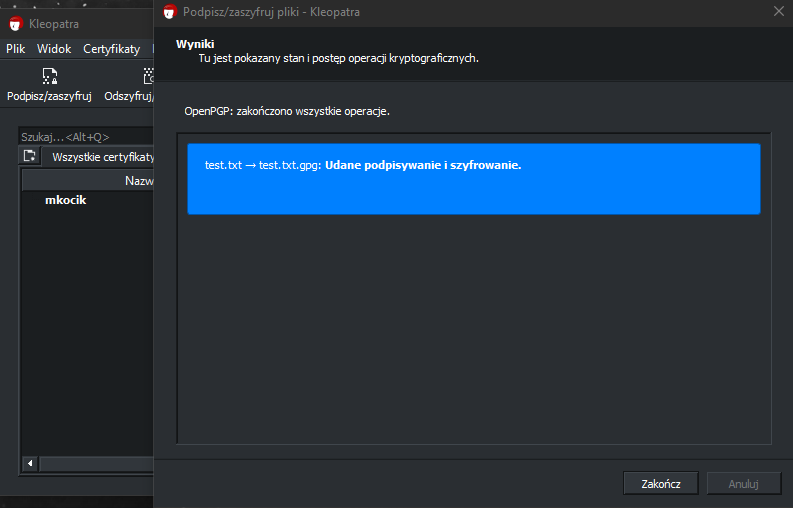 Kleopatra
Plik Widok Certyfikaty
Podpisz/zaszyfruj Odszyfruj/
Szukaj...<Alt+Q>
Wszystkie certyfikaty
Nazw
mkocik
Podpisz/zaszyfruj pliki - Kleopatra
Wyniki
Tu jest pokazany stan i postęp operacji kryptograficznych.
OpenPGP: zakończono wszystkie operacje.
test.txt → test.txt.gpg: Udane podpisywanie i szyfrowanie.
Zakończ Anuluj